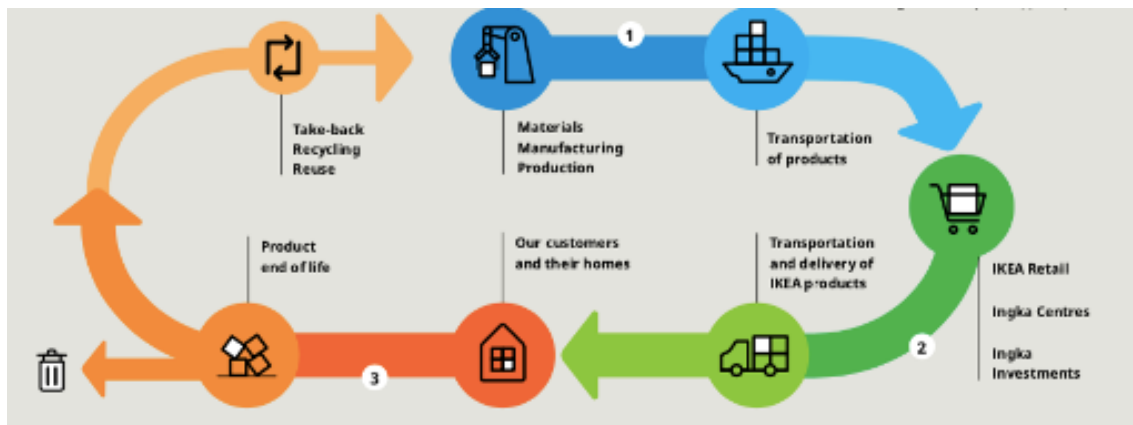 1
Take-back
Recycling
Reuse
Materials
Manufacturing
Production
Transportation
of products
Product
end of life
Our customers
and their homes
Transportation
and delivery of
IKEA products
IKEA Retail
Ingka Centres
Ingka
Investments
2
3